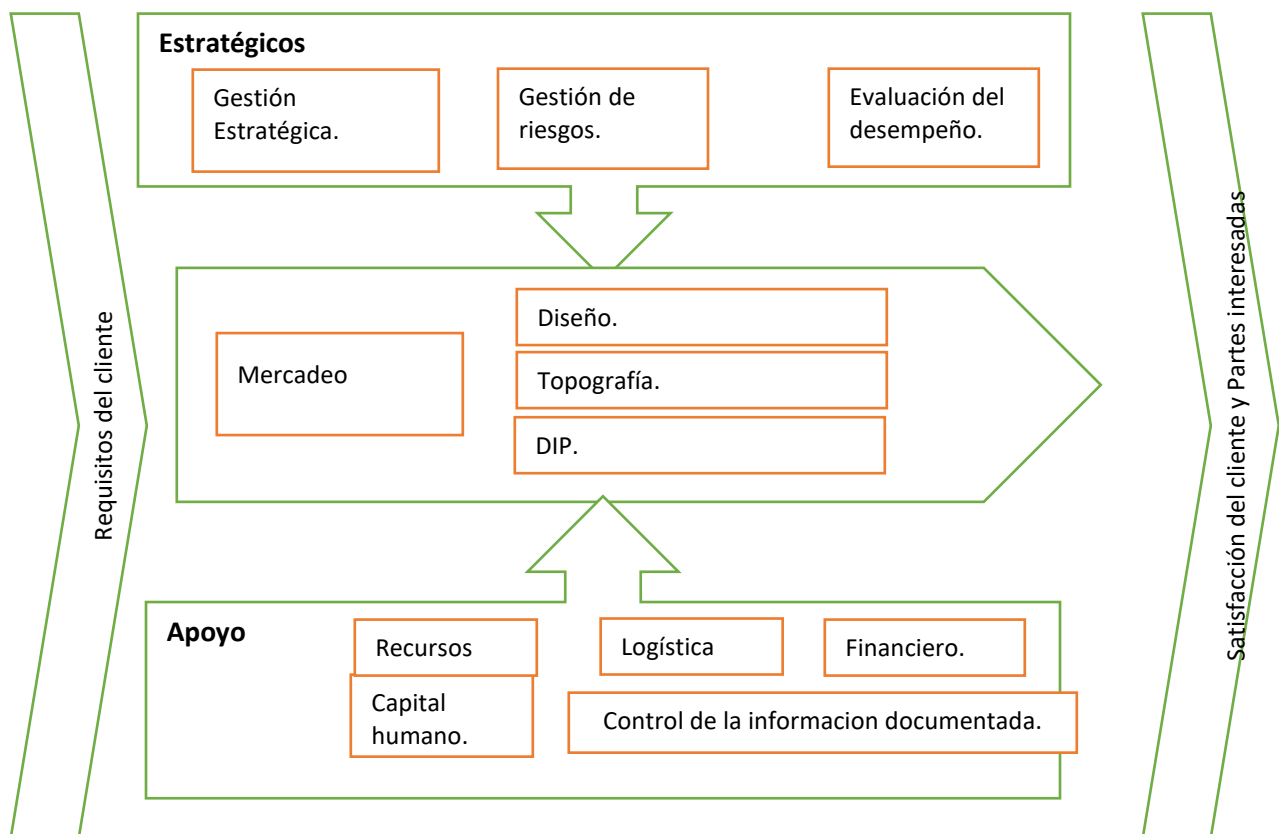 Requisitos del cliente
Estratégicos
Gestión
Estratégica.
Gestión de
riesgos.
Evaluación del
desempeño.
Mercadeo
Diseño.
Topografía.
DIP.
Apoyo
Recursos
Logística
Financiero.
Capital
humano.
Control de la informacion documentada.
Satisfacción del cliente y Partes interesadas